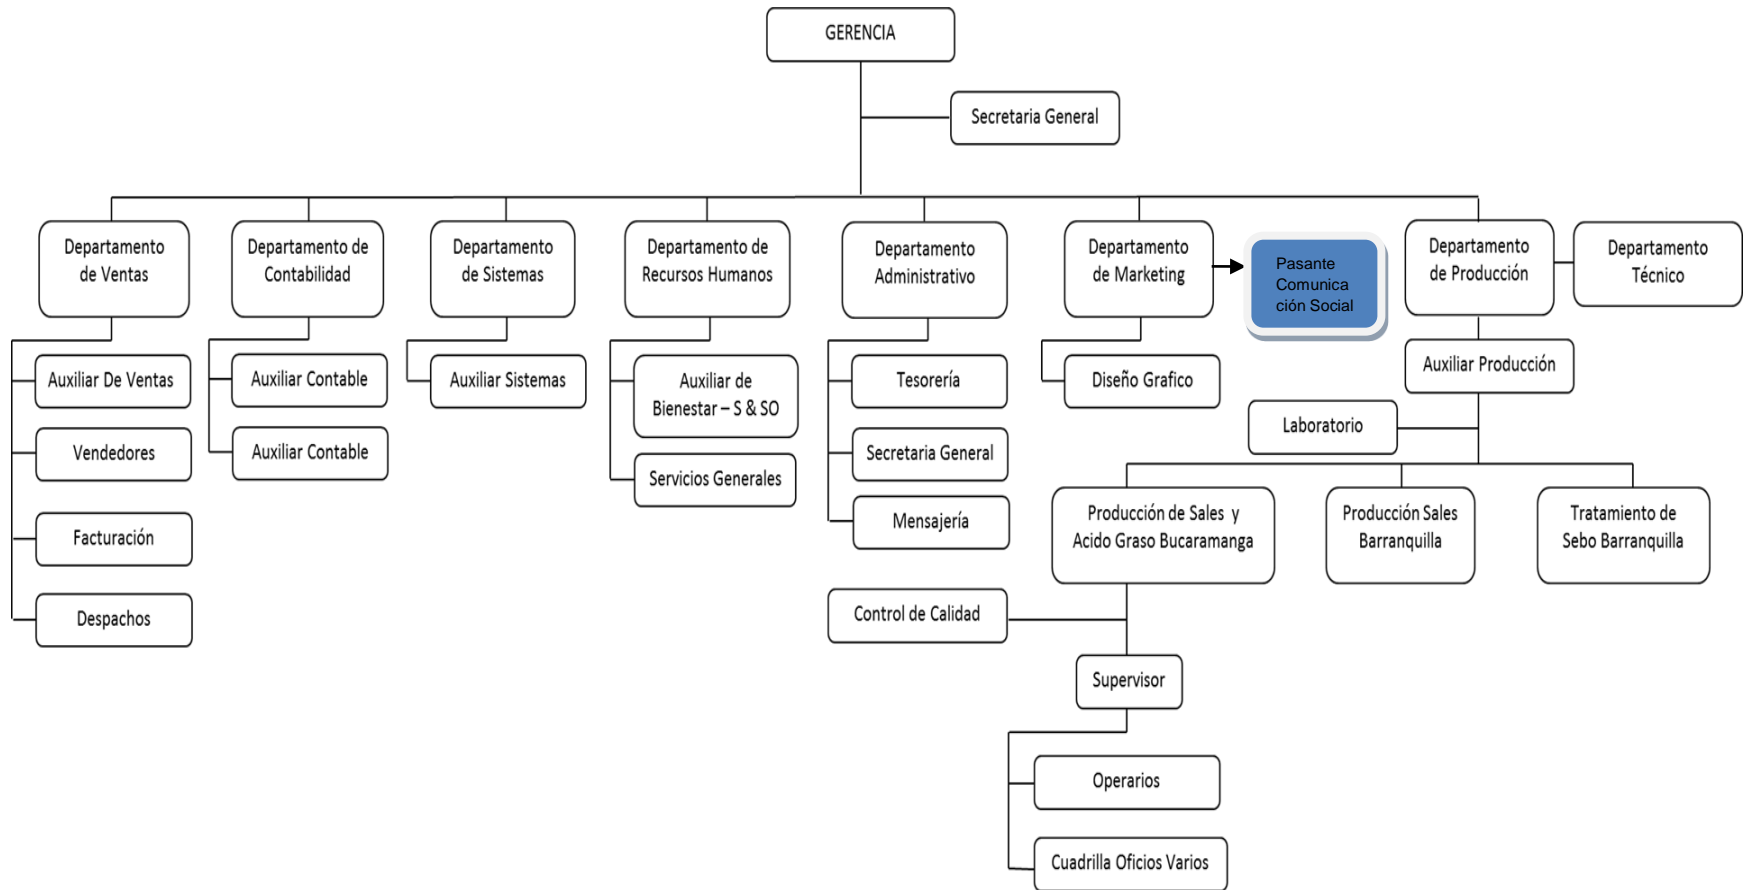 GERENCIA
Secretaria General
Departamento
de Ventas
Departamento de
Contabilidad
Departamento
de Sistemas
Departamento de
Recursos Humanos
Departamento
Administrativo
Departamento
de Marketing
Pasante
Comunica
ción Social
Departamento
de Producción
Departamento
Técnico
Auxiliar De Ventas
Vendedores
Facturación
Despachos
Auxiliar Contable
Auxiliar Contable
Auxiliar Sistemas
Auxiliar de
Bienestar – S & SO
Servicios Generales
Tesorería
Secretaria General
Mensajería
Diseño Grafico
Auxiliar Producción
Laboratorio
Producción de Sales y
Acido Graso Bucaramanga
Producción Sales
Barranquilla
Tratamiento de
Sebo Barranquilla
Control de Calidad
Supervisor
Operarios
Cuadrilla Oficios Varios